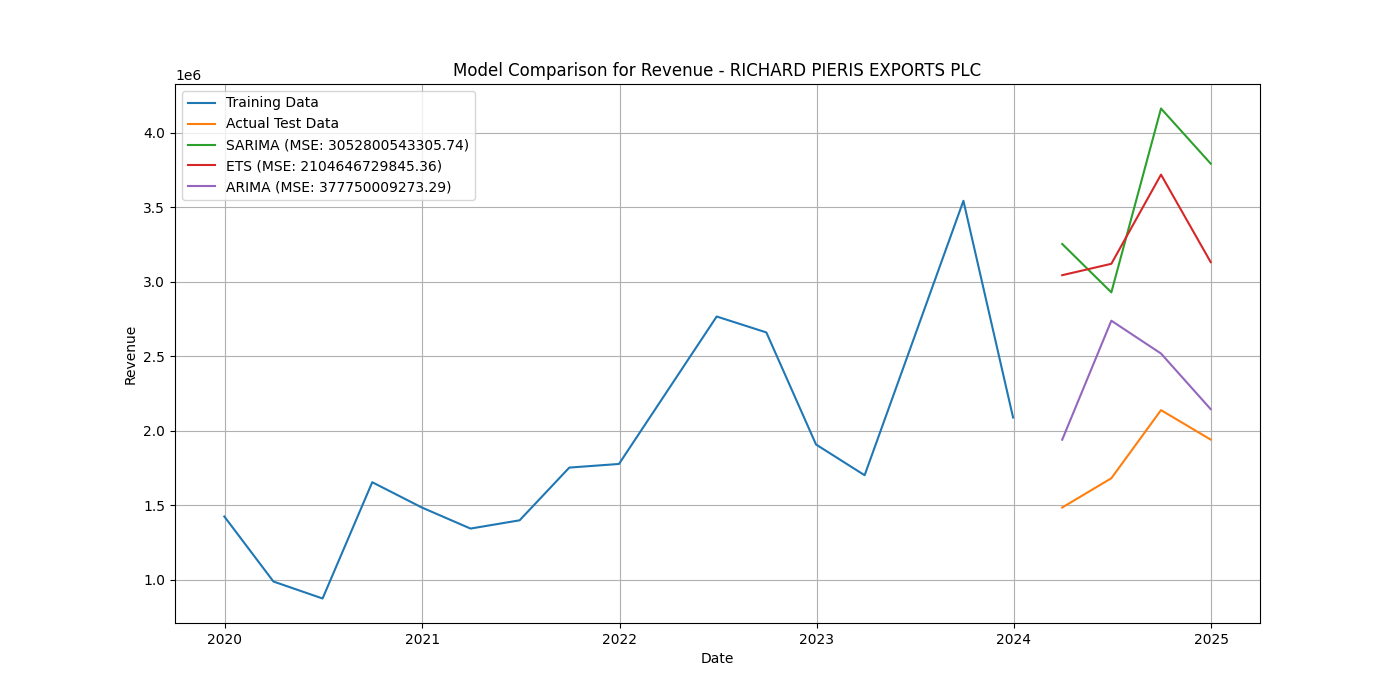 Model Comparison for Revenue - RICHARD PIERIS EXPORTS PLC
1e6
Training Data
Actual Test Data
SARIMA (MSE: 3052800543305.74)
ETS (MSE: 2104646729845.36)
ARIMA (MSE: 377750009273.29)
4.0
3.5
3.0
2.5
2.0
1.5
1.0
Revenue
2020 2021 2022 2023 2024 2025
Date